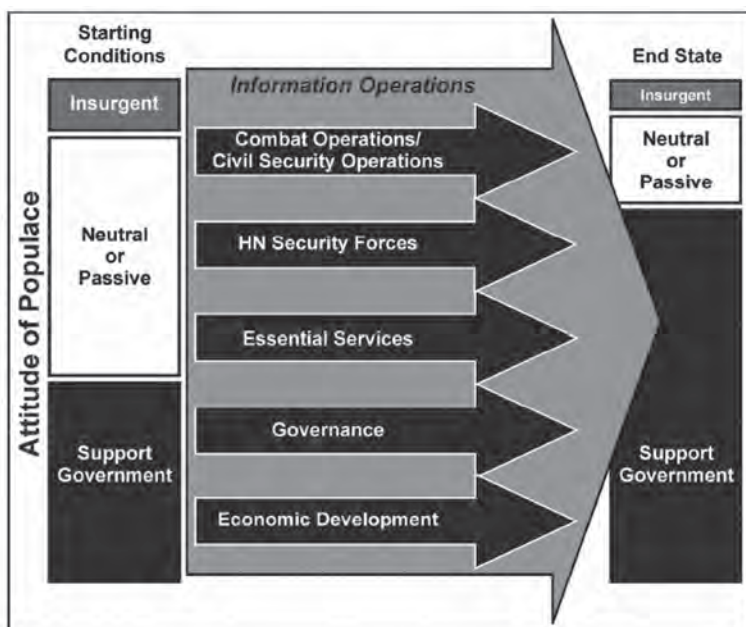 Starting
Conditions
Insurgent
Neutral
or
Passive
Support
Government
Attitude of Populace
Information Operations
Combat Operations/
Civil Security Operations
HN Security Forces
Essential Services
Governance
Economic Development
End State
Insurgent
Neutral
or
Passive
Support
Government